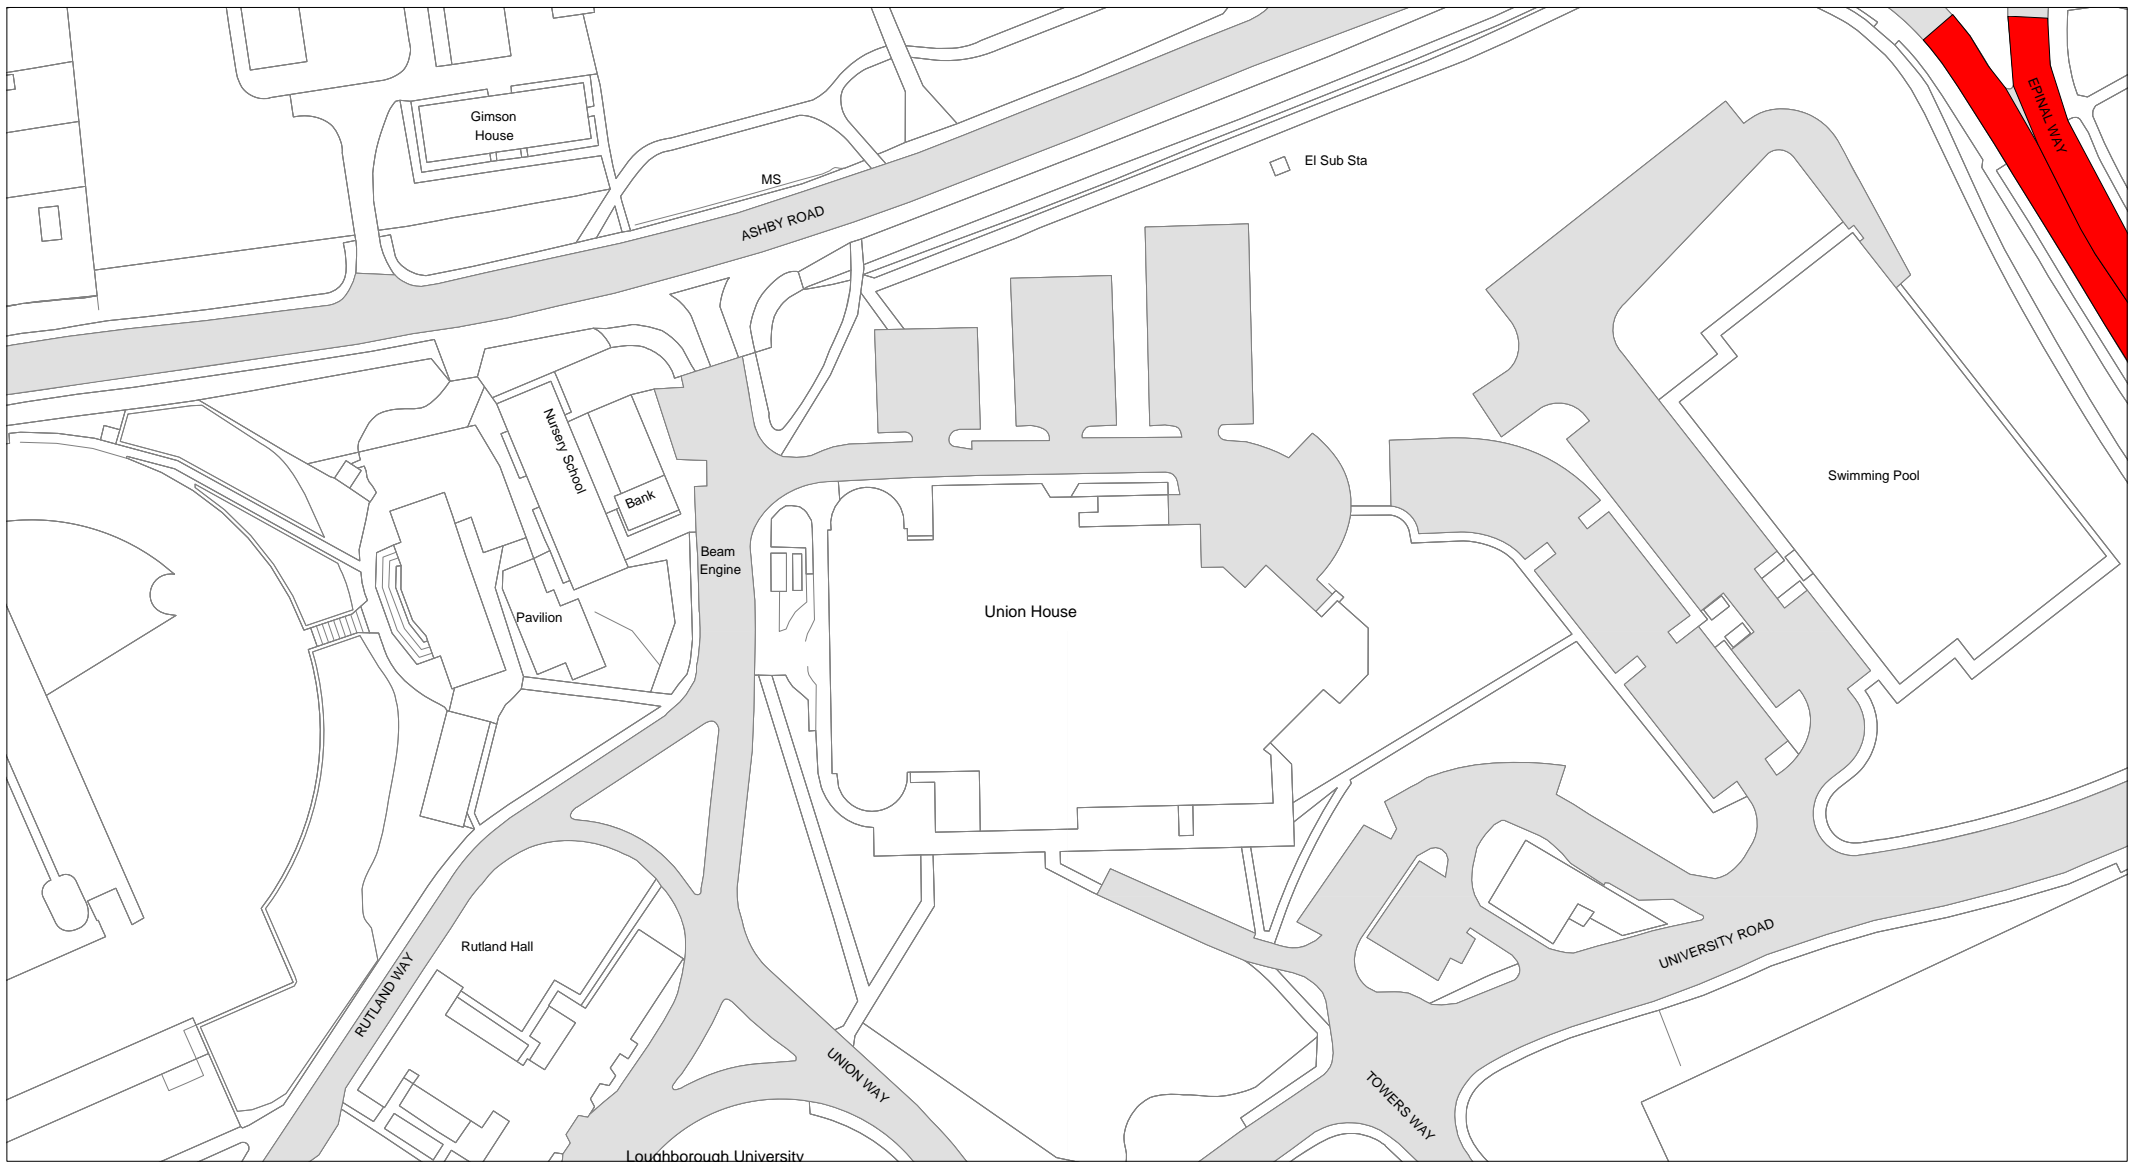 Gimson
House
EPINAL WAY
El Sub Sta
MS
ASHBY ROAD
Nursery School
Bank
Swimming Pool
Beam
Engine
Union House
Pavilion
UNIVERSITY ROAD
Rutland Hall
RUTLAND WAY
UNION WAY
TOWERS WAY
Loughborough University